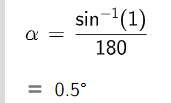 α = sin⁻¹(1) / 180
= 0.5°